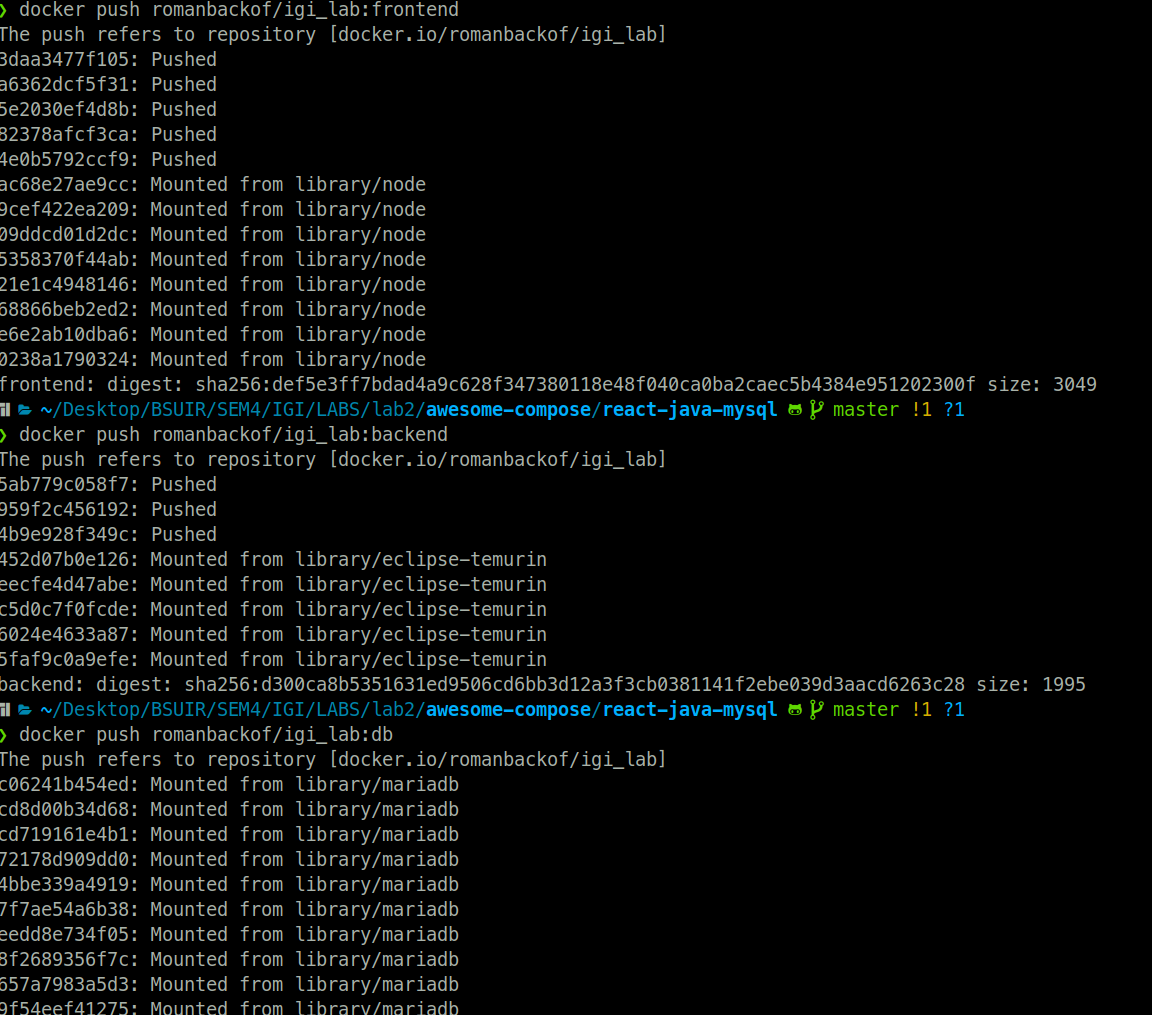 ❯ docker push romanbackof/igi_lab:frontend
The push refers to repository [docker.io/romanbackof/igi_lab]
3daa3477f105: Pushed
a6362dcf5f31: Pushed
5e2030ef4d8b: Pushed
82378afcf3ca: Pushed
4e0b5792ccf9: Pushed
ac68e27ae9cc: Mounted from library/node
9cef422ea209: Mounted from library/node
09ddcd01d2dc: Mounted from library/node
5358370f44ab: Mounted from library/node
21e1c4948146: Mounted from library/node
68866beb2ed2: Mounted from library/node
e6e2ab10dba6: Mounted from library/node
0238a1790324: Mounted from library/node
frontend: digest: sha256:def5e3ff7bdad4a9c628f347380118e48f040ca0ba2caec5b4384e951202300f size: 3049
~/Desktop/BSUIR/SEM4/IGI/LABS/lab2/awesome-compose/react-java-mysql master !1 ?1
❯ docker push romanbackof/igi_lab:backend
The push refers to repository [docker.io/romanbackof/igi_lab]
5ab779c058f7: Pushed
959f2c456192: Pushed
4b9e928f349c: Pushed
452d07b0e126: Mounted from library/eclipse-temurin
eecfe4d47abe: Mounted from library/eclipse-temurin
c5d0c7f0fcde: Mounted from library/eclipse-temurin
6024e4633a87: Mounted from library/eclipse-temurin
5faf9c0a9efe: Mounted from library/eclipse-temurin
backend: digest: sha256:d300ca8b5351631ed9506cd6bb3d12a3f3cb0381141f2ebe039d3aacd6263c28 size: 1995
~/Desktop/BSUIR/SEM4/IGI/LABS/lab2/awesome-compose/react-java-mysql master !1 ?1
❯ docker push romanbackof/igi_lab:db
The push refers to repository [docker.io/romanbackof/igi_lab]
c06241b454ed: Mounted from library/mariadb
cd8d00b34d68: Mounted from library/mariadb
cd719161e4b1: Mounted from library/mariadb
72178d909dd0: Mounted from library/mariadb
4bbe339a4919: Mounted from library/mariadb
7f7ae54a6b38: Mounted from library/mariadb
eedd8e734f05: Mounted from library/mariadb
8f2689356f7c: Mounted from library/mariadb
657a7983a5d3: Mounted from library/mariadb
9f54eef41275: Mounted from library/mariadb